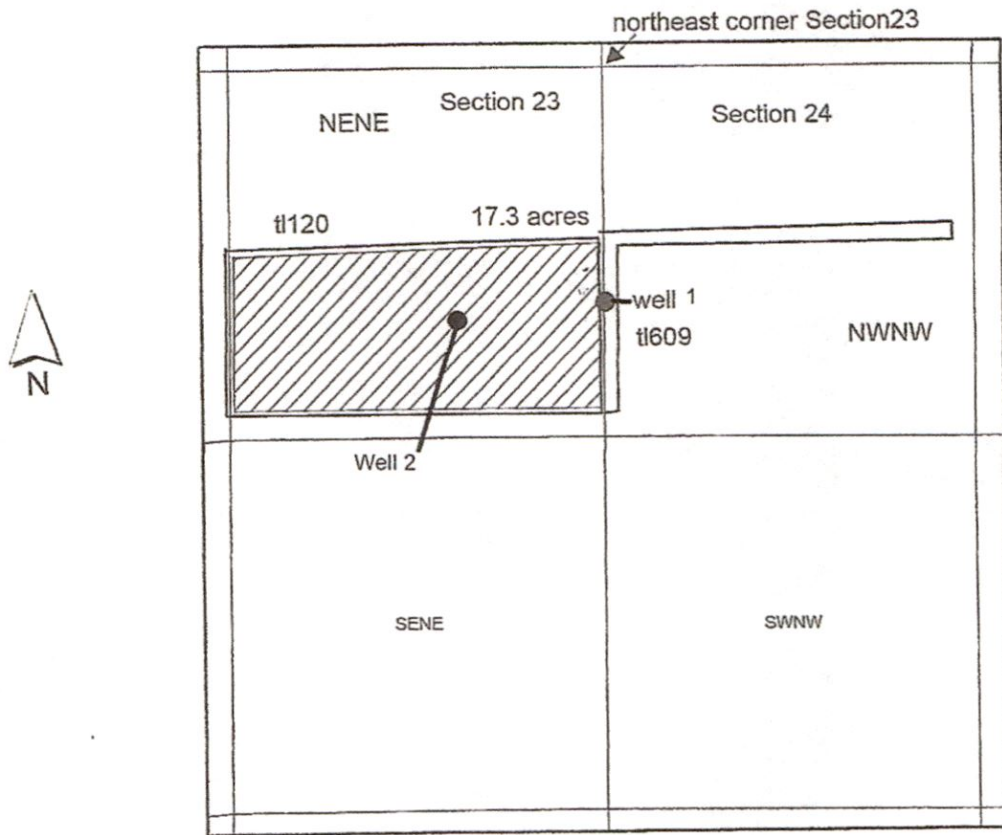 northeast corner Section23
Section 23
NENE
Section 24
tl120
17.3 acres
well 1
tl609
NWNW
N
Well 2
SENE
SWNW